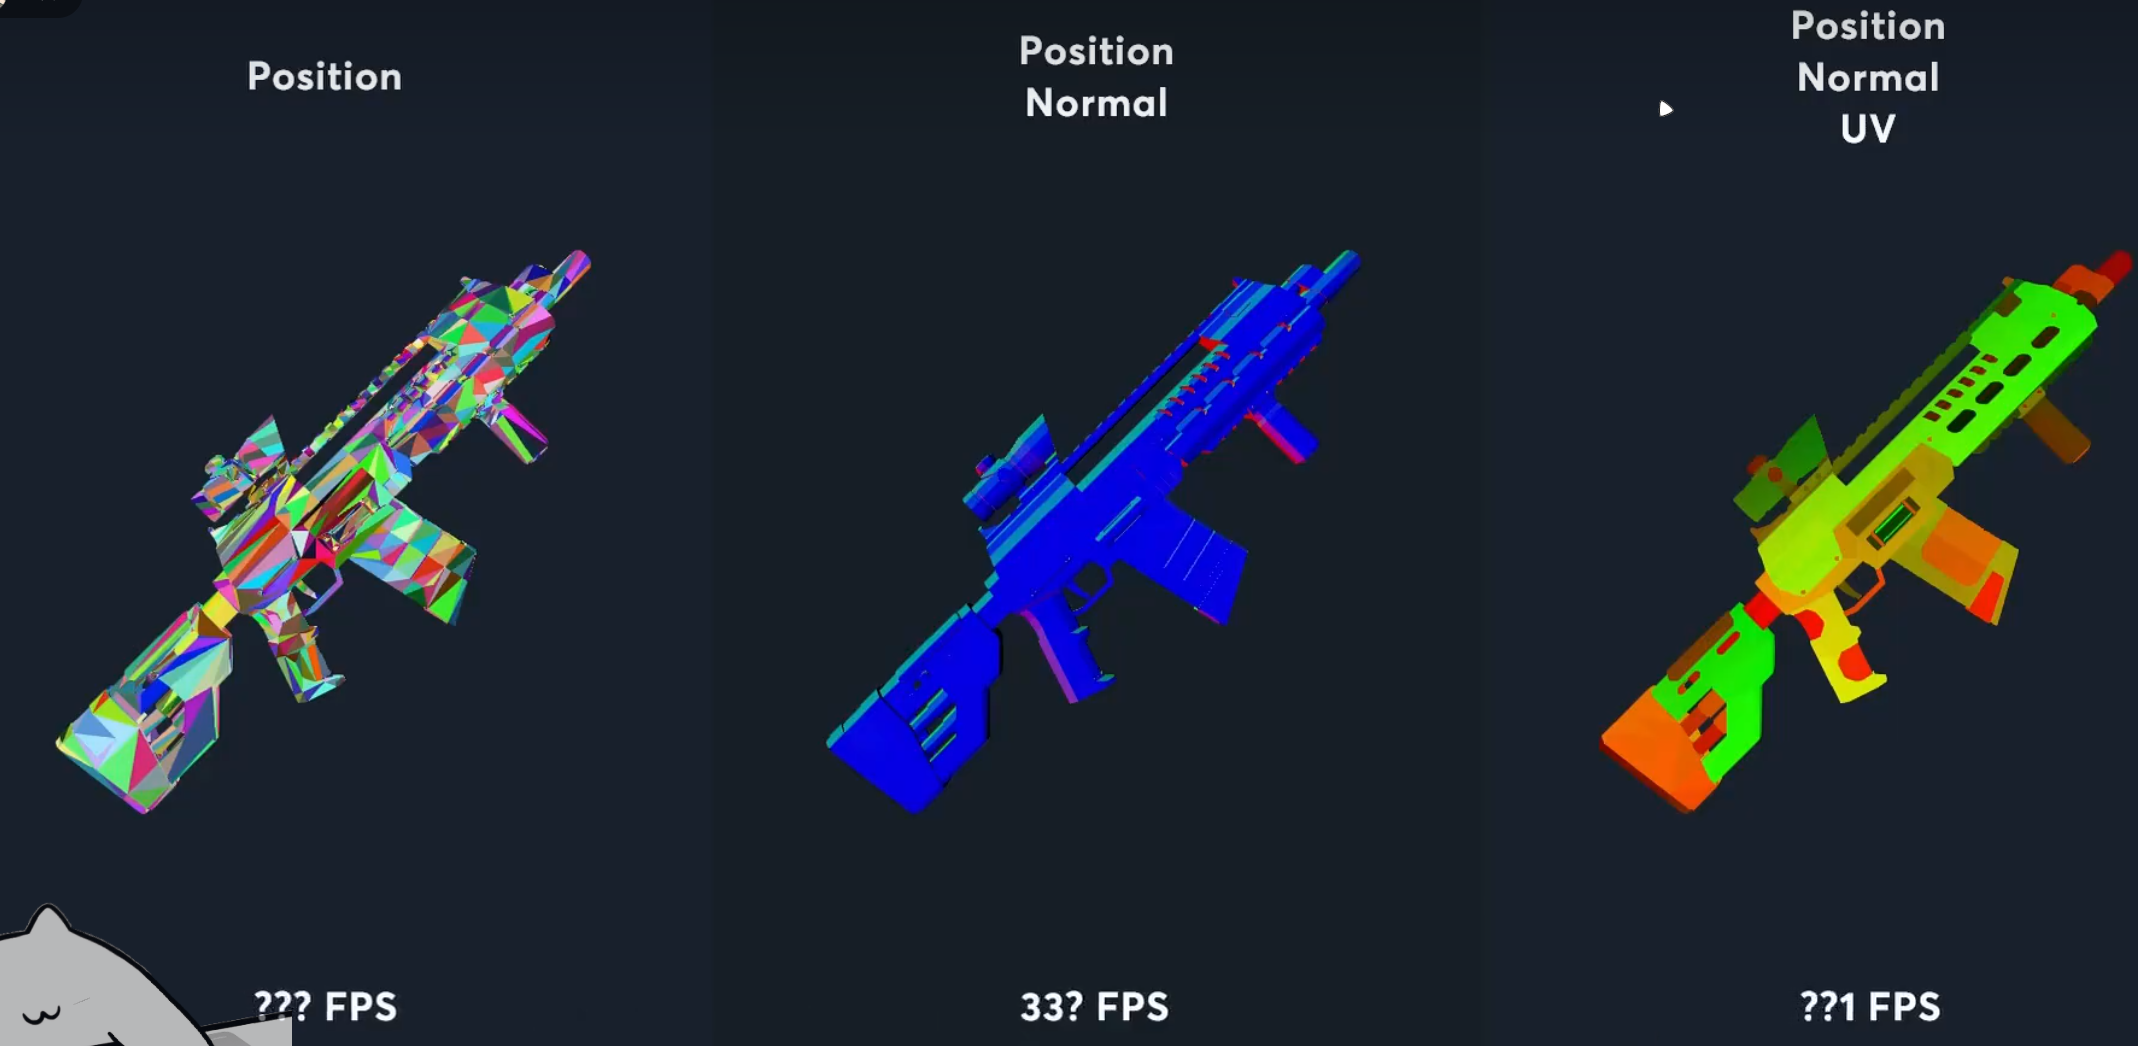 Position
Position
Normal
Position
Normal
UV
??? FPS
33? FPS
??1 FPS